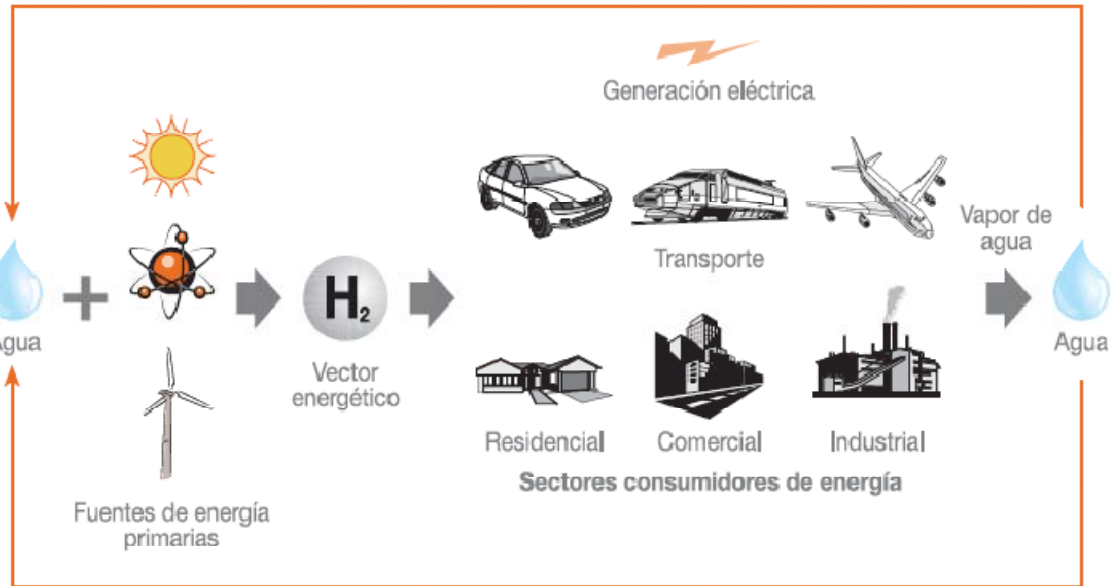 Generación eléctrica
Transporte
Vapor de
agua
Agua
H2
Agua
Vector
energético
Residencial
Comercial
Industrial
Sectores consumidores de energía
Fuentes de energía
primarias